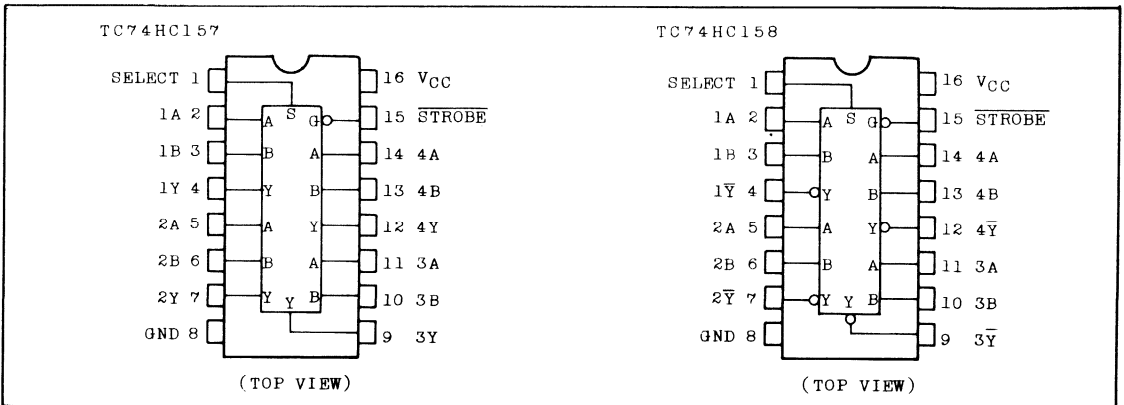 TC74HC157
SELECT 1
1A 2
1B 3
1Y 4
2A 5
2B 6
2Y 7
GND 8
16 VCC
15 S̅T̅R̅O̅B̅E̅
14 4A
13 4B
12 4Y
11 3A
10 3B
9 3Y
S
A
B
Y
A
B
Y
G
A
B
Y
A
B
Y
(TOP VIEW)
TC74HC158
SELECT 1
1A 2
1B 3
1Y̅ 4
2A 5
2B 6
2Y̅ 7
GND 8
16 VCC
15 S̅T̅R̅O̅B̅E̅
14 4A
13 4B
12 4Y̅
11 3A
10 3B
9 3Y̅
S
A
B
Y
A
B
Y
G
A
B
Y
A
B
Y
(TOP VIEW)